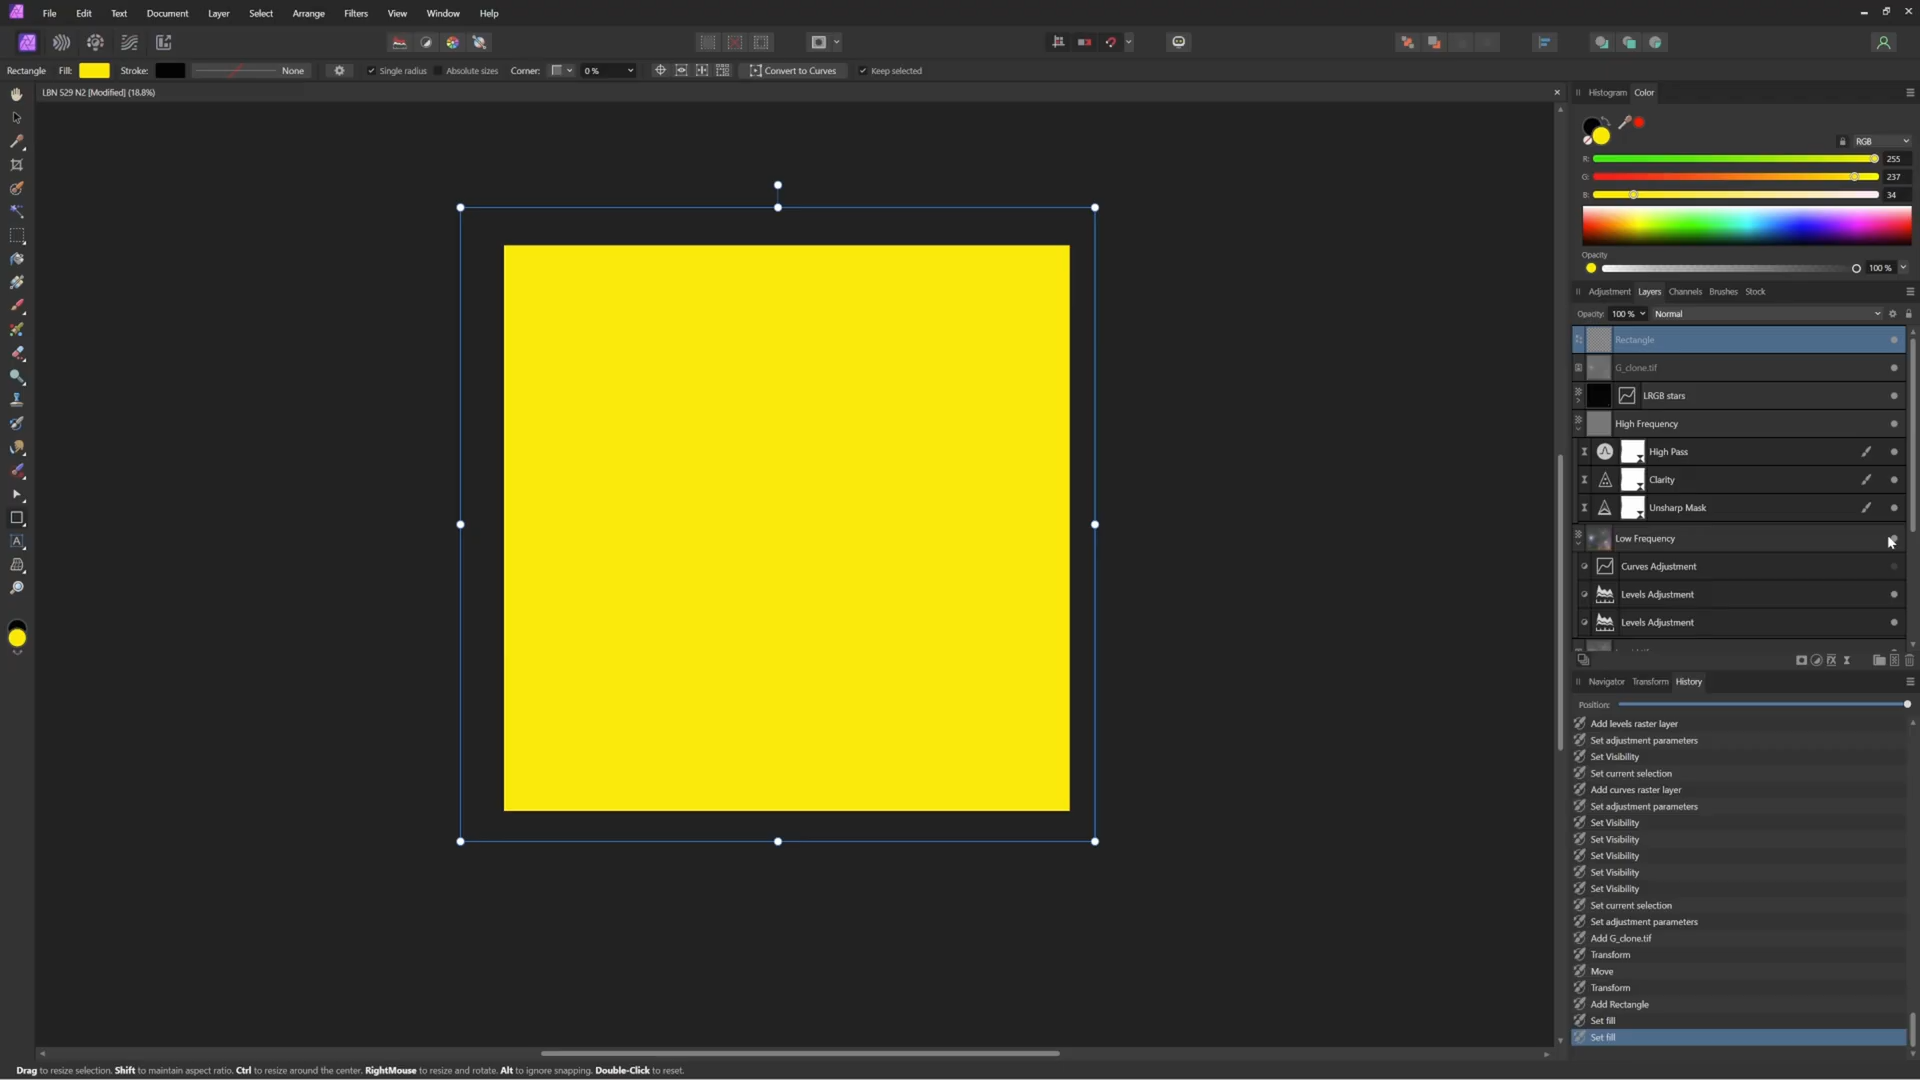 File Edit Text Document Layer Select Arrange Filters View Window Help
Rectangle Fill: Stroke: None Single radius Absolute sizes Corner: 0 % Convert to Curves Keep selected
LBN 529 N2 [Modified] (18.8%)
Histogram Color
RGB
R: 255
G: 237
B: 34
Opacity
100 %
Adjustment Layers Channels Brushes Stock
Opacity: 100 % Normal
Rectangle
G_clone.tif
LRGB stars
High Frequency
High Pass
Clarity
Unsharp Mask
Low Frequency
Curves Adjustment
Levels Adjustment
Levels Adjustment
Navigator Transform History
Position:
Add levels raster layer
Set adjustment parameters
Set Visibility
Set current selection
Add curves raster layer
Set adjustment parameters
Set Visibility
Set Visibility
Set Visibility
Set Visibility
Set Visibility
Set current selection
Set adjustment parameters
Add G_clone.tif
Transform
Move
Transform
Add Rectangle
Set fill
Set fill
Drag to resize selection. Shift to maintain aspect ratio. Ctrl to resize around the center. RightMouse to resize and rotate. Alt to ignore snapping. Double-Click to reset.